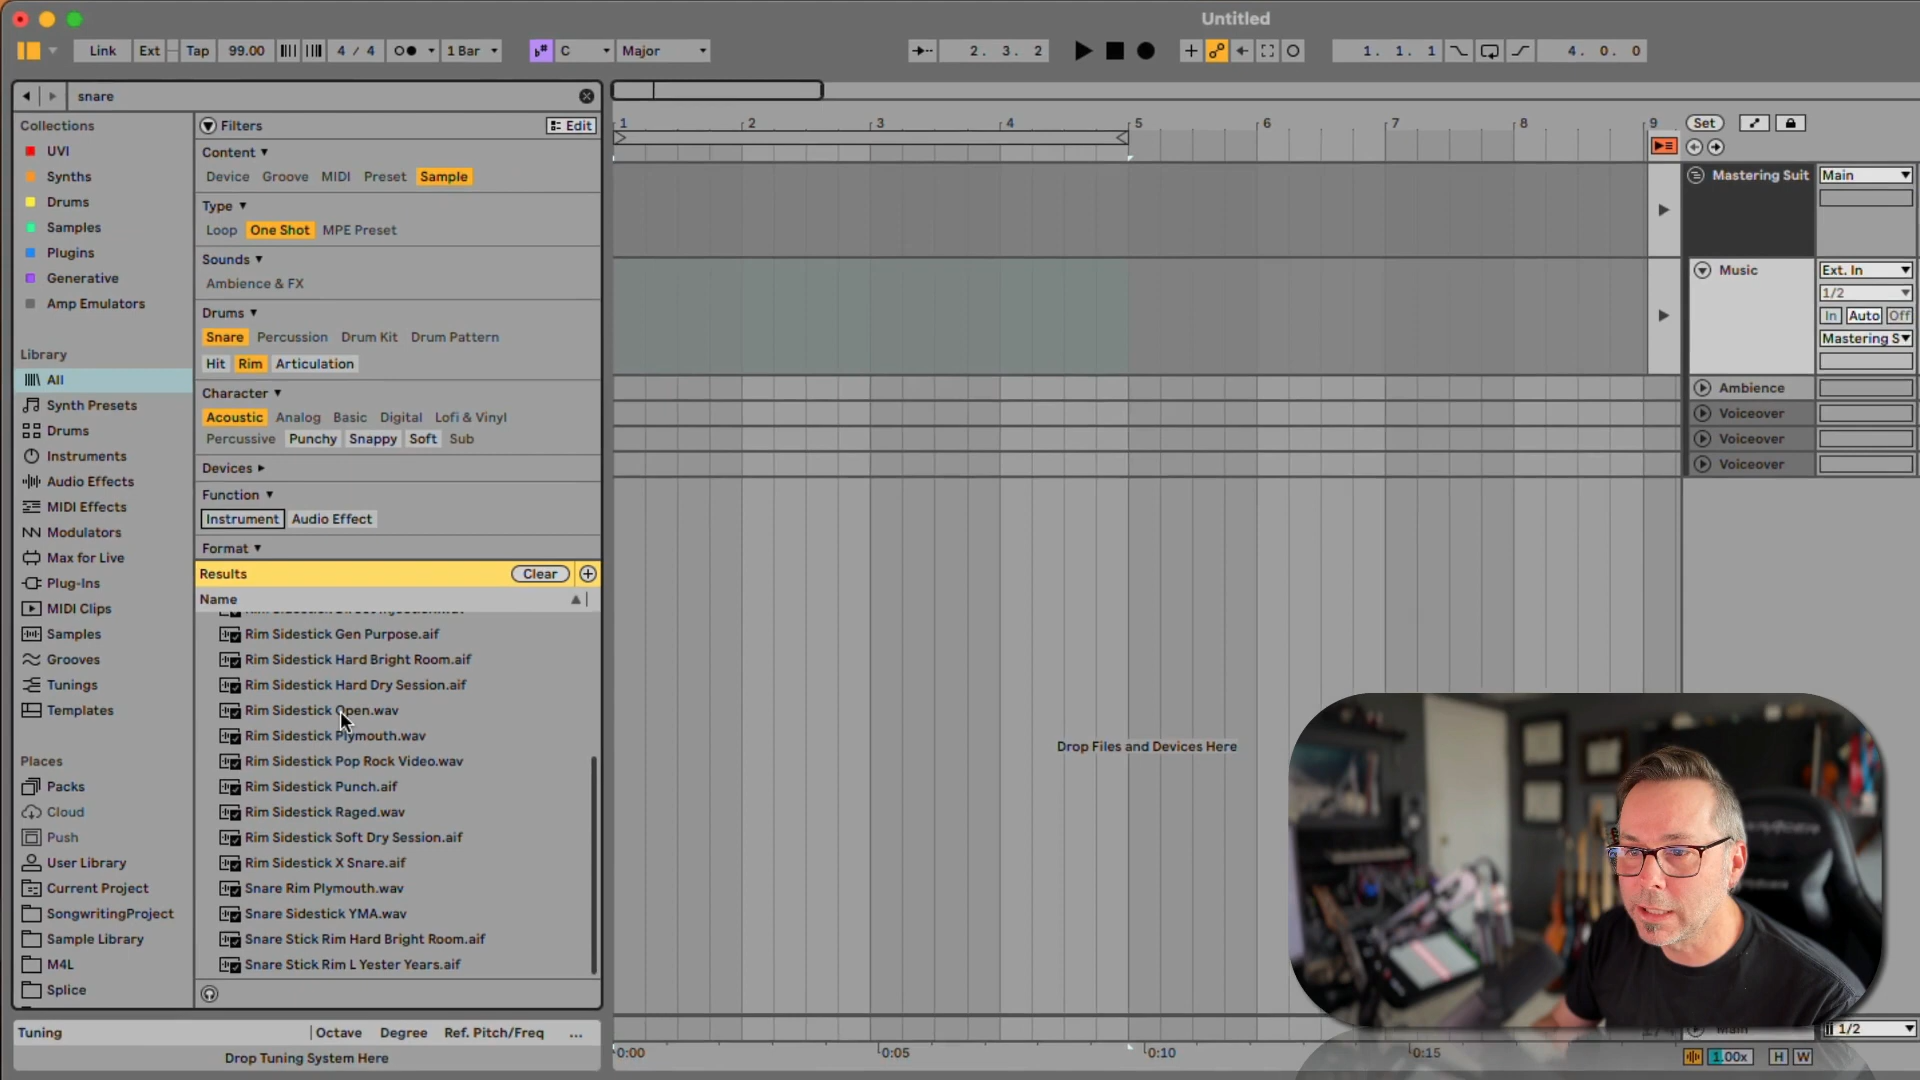 Untitled
Link Ext Tap 99.00 4 / 4 1 Bar C Major 2. 3. 2 1. 1. 1 4. 0. 0
snare
Collections
UVI
Synths
Drums
Samples
Plugins
Generative
Amp Emulators
Library
All
Synth Presets
Drums
Instruments
Audio Effects
MIDI Effects
Modulators
Max for Live
Plug-Ins
MIDI Clips
Samples
Grooves
Tunings
Templates
Places
Packs
Cloud
Push
User Library
Current Project
SongwritingProject
Sample Library
M4L
Splice
Filters Edit
Content
Device Groove MIDI Preset Sample
Type
Loop One Shot MPE Preset
Sounds
Ambience & FX
Drums
Snare Percussion Drum Kit Drum Pattern
Hit Rim Articulation
Character
Acoustic Analog Basic Digital Lofi & Vinyl
Percussive Punchy Snappy Soft Sub
Devices
Function
Instrument Audio Effect
Format
Results Clear
Name
Rim Sidestick Gen Purpose.aif
Rim Sidestick Hard Bright Room.aif
Rim Sidestick Hard Dry Session.aif
Rim Sidestick Open.wav
Rim Sidestick Plymouth.wav
Rim Sidestick Pop Rock Video.wav
Rim Sidestick Punch.aif
Rim Sidestick Raged.wav
Rim Sidestick Soft Dry Session.aif
Rim Sidestick X Snare.aif
Snare Rim Plymouth.wav
Snare Sidestick YMA.wav
Snare Stick Rim Hard Bright Room.aif
Snare Stick Rim L Yester Years.aif
Tuning Octave Degree Ref. Pitch/Freq ...
Drop Tuning System Here
1 2 3 4 5 6 7 8 9
Set
Mastering Suit Main
Music Ext. In
1/2
In Auto Off
Mastering S
Ambience
Voiceover
Voiceover
Voiceover
Drop Files and Devices Here
Main 1/2
0:00 0:05 0:10 0:15
1.00x H W